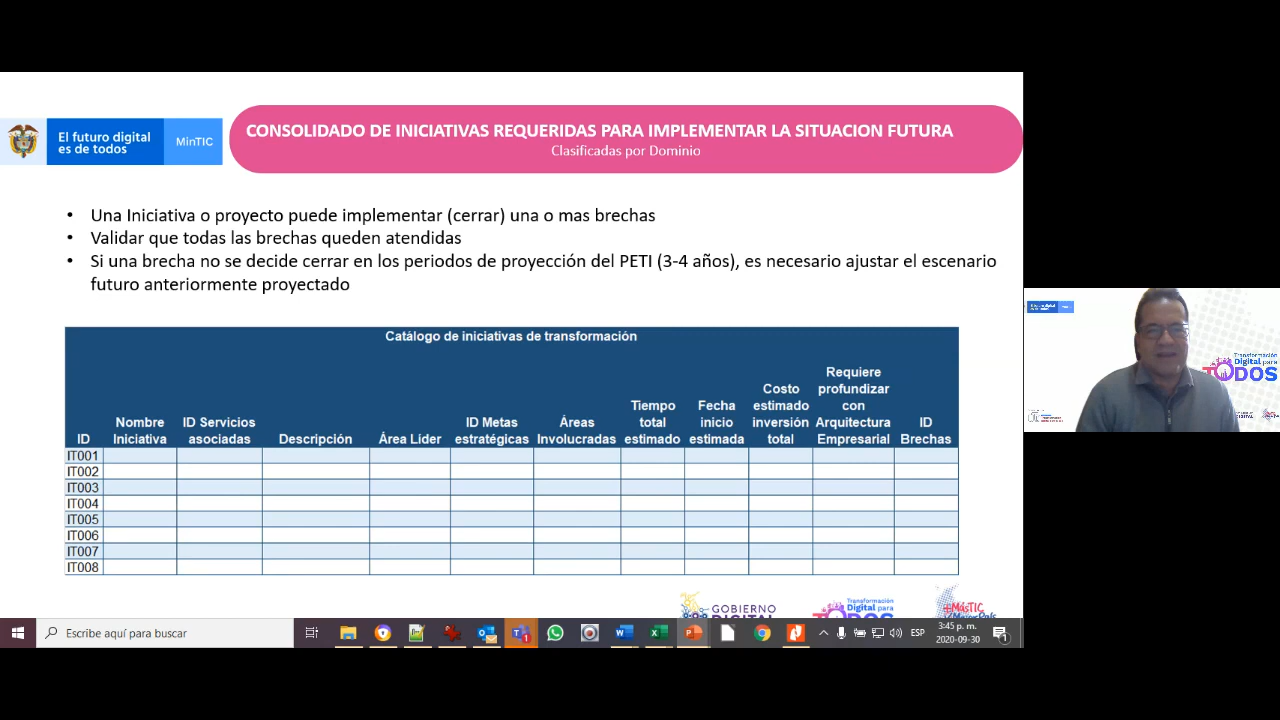 El futuro digital
es de todos
MinTIC
CONSOLIDADO DE INICIATIVAS REQUERIDAS PARA IMPLEMENTAR LA SITUACION FUTURA
Clasificadas por Dominio
• Una Iniciativa o proyecto puede implementar (cerrar) una o mas brechas
• Validar que todas las brechas queden atendidas
• Si una brecha no se decide cerrar en los periodos de proyección del PETI (3-4 años), es necesario ajustar el escenario
futuro anteriormente proyectado
Catálogo de iniciativas de transformación
ID
Nombre
Iniciativa
ID Servicios
asociadas
Descripción
Área Lider
ID Metas
estratégicas
Áreas
Involucradas
Tiempo
total
estimado
Fecha
inicio
estimada
Costo
estimado
inversión
total
Requiere
profundizar
con
Arquitectura
Empresarial
ID
Brechas
IT001
IT002
IT003
IT004
IT005
IT006
IT007
IT008
GOBIERNO
Transformación
Digital para
TODOS
+MásTIC
Transformación
Digital para
TODOS
Escribe aquí para buscar
ESP
3:45 p. m.
2020-09-30